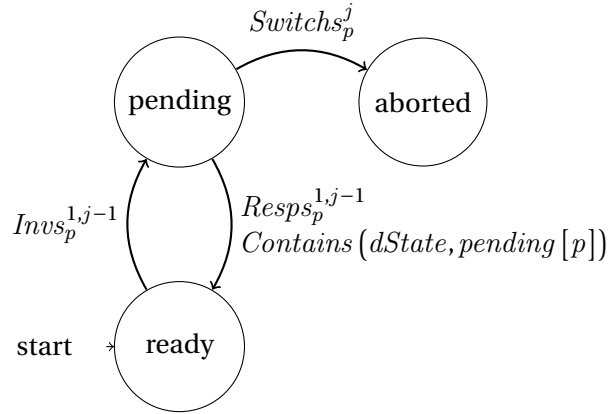 Switchs_p^j
pending
aborted
Invs_p^{1,j−1}
Resps_p^{1,j−1}
Contains (dState, pending [p])
start
ready